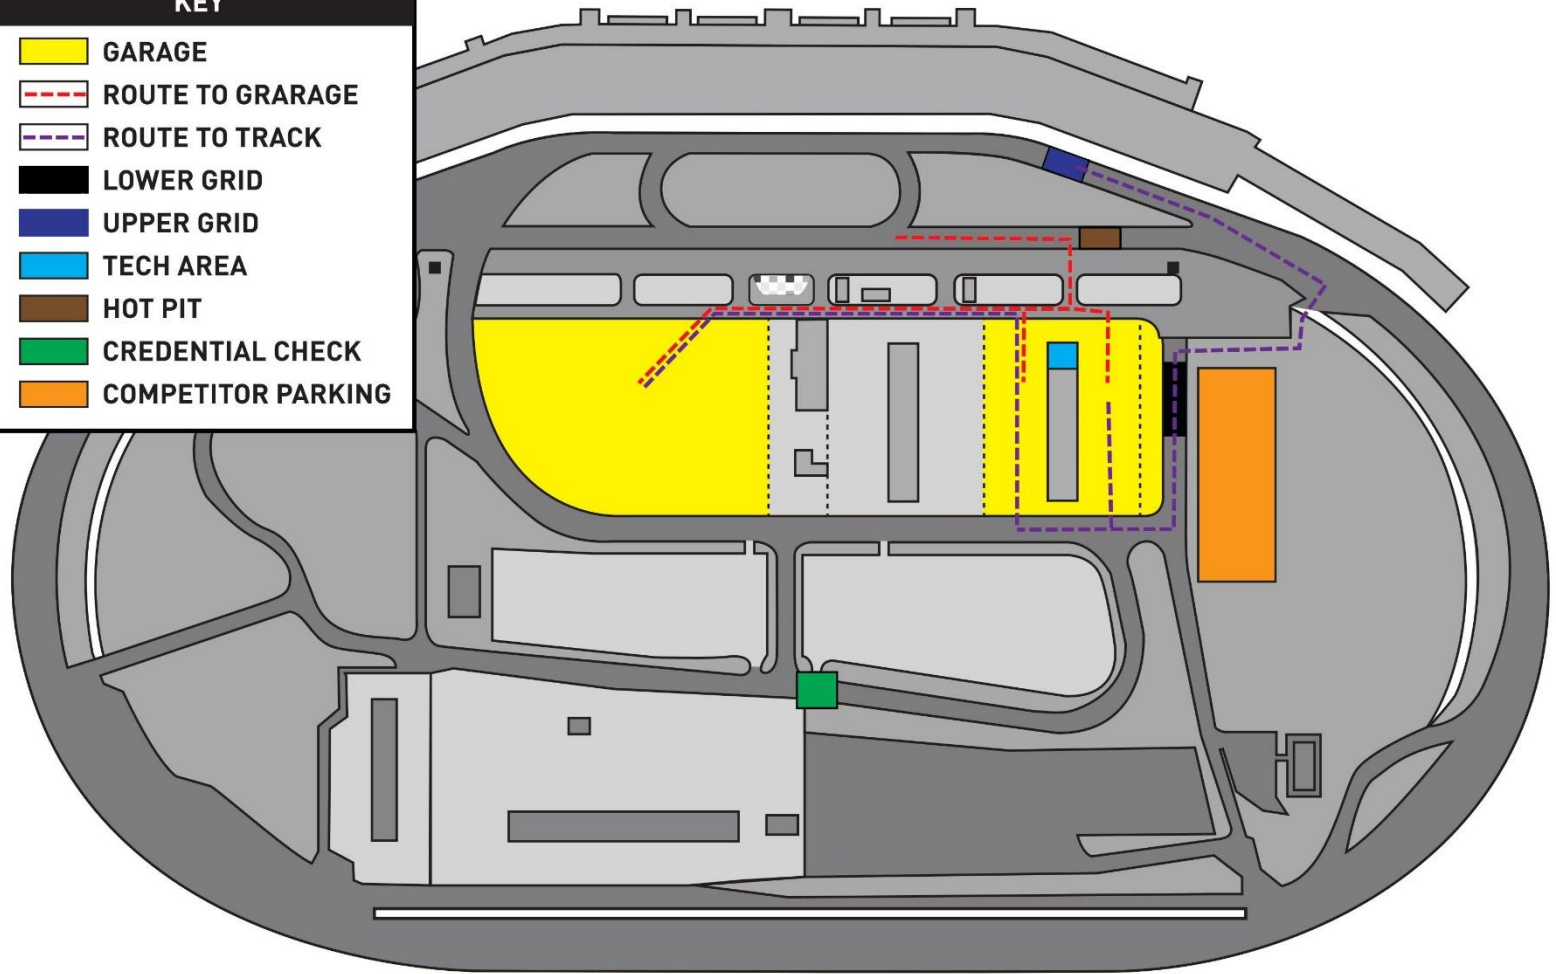 KEY
GARAGE
ROUTE TO GRARAGE
ROUTE TO TRACK
LOWER GRID
UPPER GRID
TECH AREA
HOT PIT
CREDENTIAL CHECK
COMPETITOR PARKING